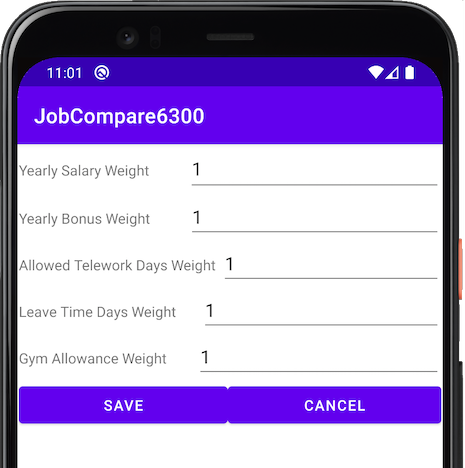 11:01
JobCompare6300
Yearly Salary Weight 1
Yearly Bonus Weight 1
Allowed Telework Days Weight 1
Leave Time Days Weight 1
Gym Allowance Weight 1
SAVE CANCEL